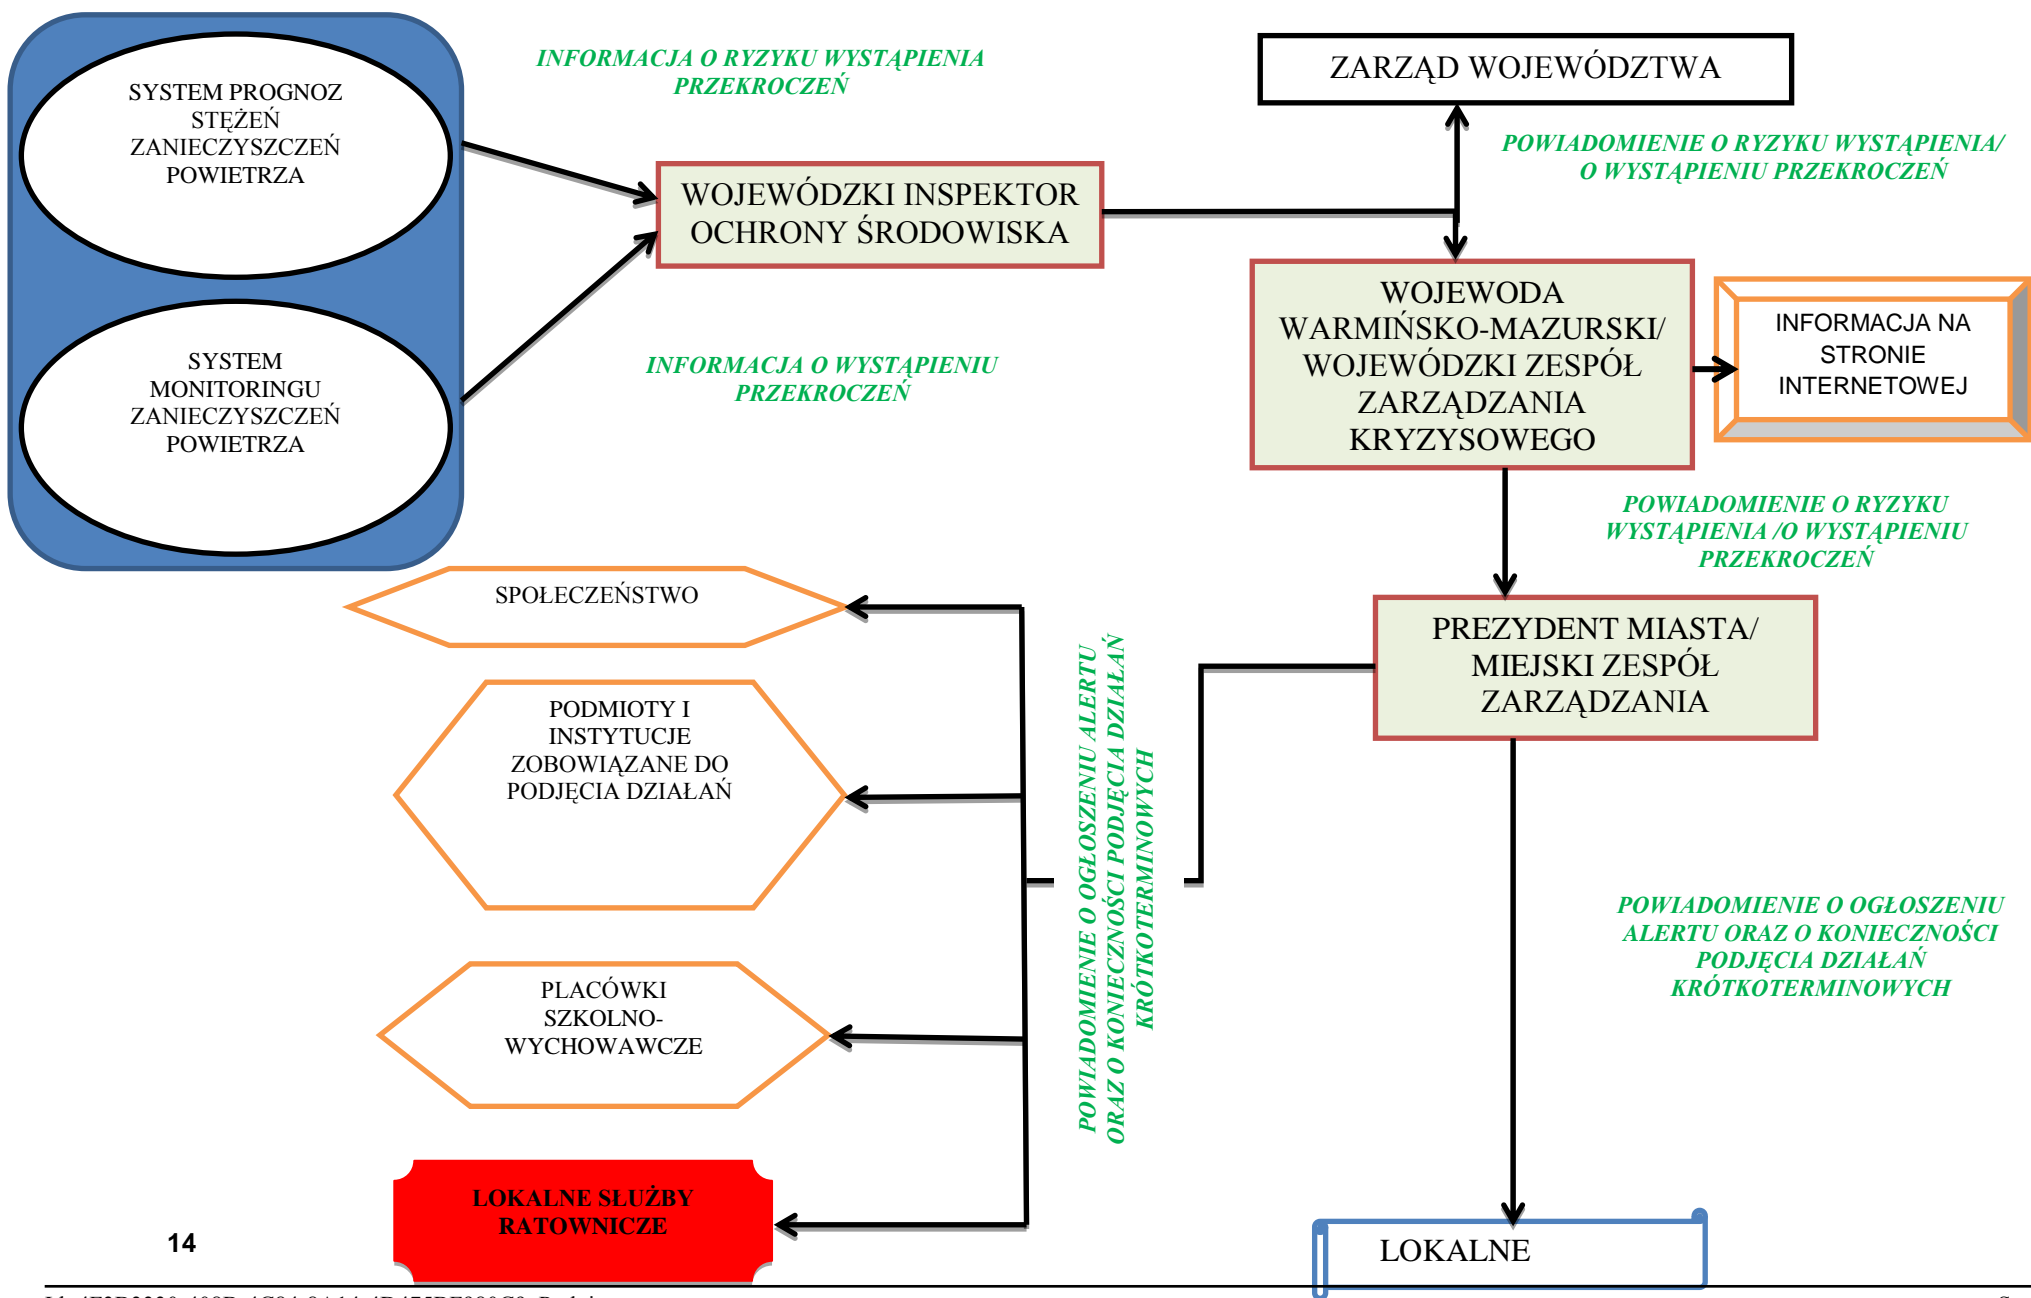 SYSTEM PROGNOZ
STĘŻEŃ
ZANIECZYSZCZEŃ
POWIETRZA
SYSTEM
MONITORINGU
ZANIECZYSZCZEŃ
POWIETRZA
INFORMACJA O RYZYKU WYSTĄPIENIA
PRZEKROCZEŃ
INFORMACJA O WYSTĄPIENIU
PRZEKROCZEŃ
WOJEWÓDZKI INSPEKTOR
OCHRONY ŚRODOWISKA
ZARZĄD WOJEWÓDZTWA
POWIADOMIENIE O RYZYKU WYSTĄPIENIA/
O WYSTĄPIENIU PRZEKROCZEŃ
WOJEWODA
WARMIŃSKO-MAZURSKI/
WOJEWÓDZKI ZESPÓŁ
ZARZĄDZANIA
KRYZYSOWEGO
INFORMACJA NA
STRONIE
INTERNETOWEJ
POWIADOMIENIE O RYZYKU
WYSTĄPIENIA /O WYSTĄPIENIU
PRZEKROCZEŃ
PREZYDENT MIASTA/
MIEJSKI ZESPÓŁ
ZARZĄDZANIA
SPOŁECZEŃSTWO
PODMIOTY I
INSTYTUCJE
ZOBOWIĄZANE DO
PODJĘCIA DZIAŁAŃ
PLACÓWKI
SZKOLNO-
WYCHOWAWCZE
LOKALNE SŁUŻBY
RATOWNICZE
POWIADOMIENIE O OGŁOSZENIU ALERTU
ORAZ O KONIECZNOŚCI PODJĘCIA DZIAŁAŃ
KRÓTKOTERMINOWYCH
POWIADOMIENIE O OGŁOSZENIU
ALERTU ORAZ O KONIECZNOŚCI
PODJĘCIA DZIAŁAŃ
KRÓTKOTERMINOWYCH
LOKALNE
14